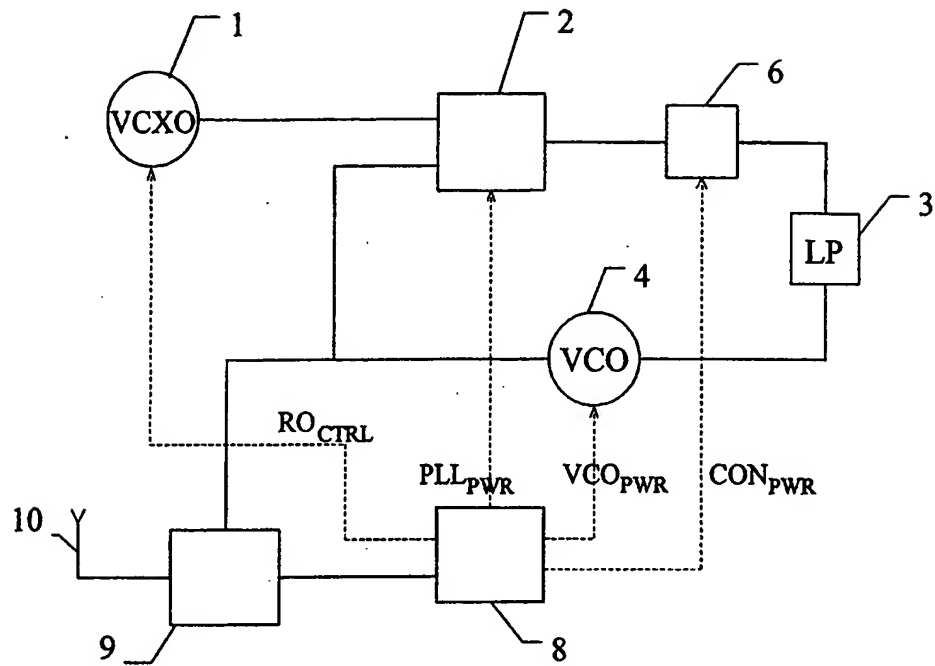 1
2
6
VCXO
3
LP
4
VCO
RO CTRL
PLL PWR
VCO PWR
CON PWR
10
9
8